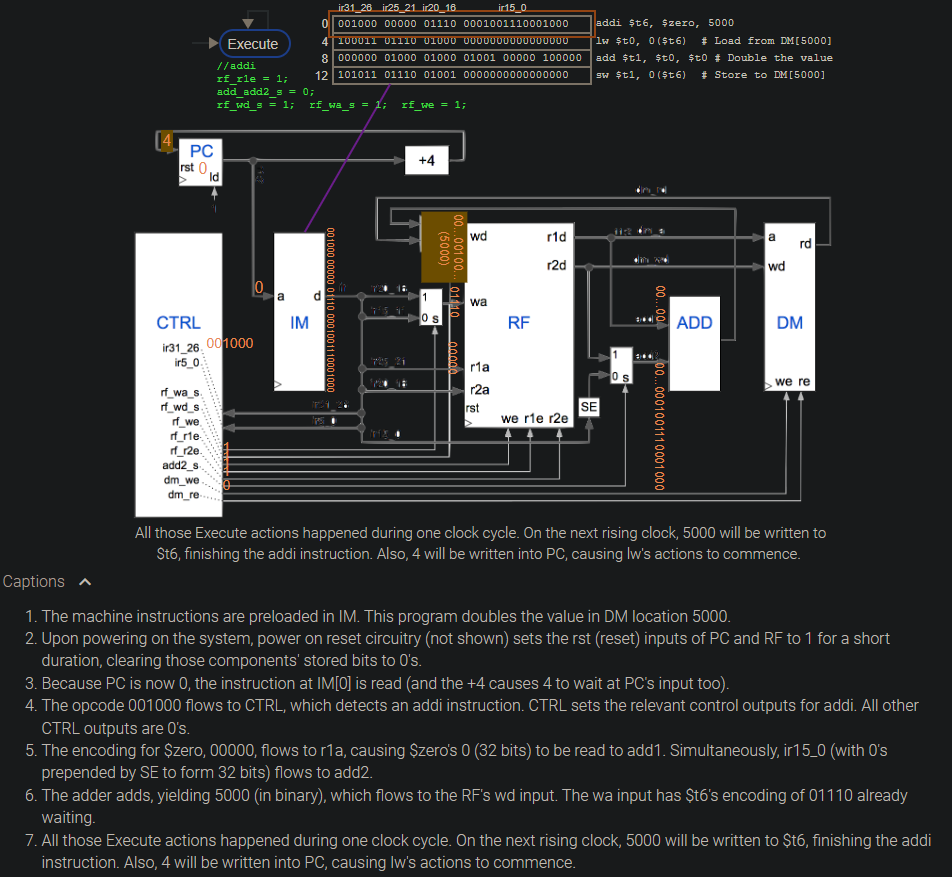 ir31_26 ir25_21 ir20_16 ir15_0
0 001000 00000 01110 0001001110001000 addi $t6, $zero, 5000
4 100011 01110 01000 0000000000000000 lw $t0, 0($t6) # Load from DM[5000]
8 000000 01000 01000 01001 00000 100000 add $t1, $t0, $t0 # Double the value
12 101011 01110 01001 0000000000000000 sw $t1, 0($t6) # Store to DM[5000]
Execute
//addi
rf_r1e = 1;
add_add2_s = 0;
rf_wd_s = 1; rf_wa_s = 1; rf_we = 1;
4
PC
rst 0
ld
+4
0
a d
IM
001000 00000 01110 0001001110001000
CTRL
ir31_26
001000
ir5_0
rf_wa_s
rf_wd_s
rf_we
rf_r1e
rf_r2e
add2_s
dm_we
dm_re
1
1
1
0
00...00100...
(5000)
01110
00000
1
0 s
wd
wa
RF
r1a
r2a
rst
we r1e r2e
r1d
r2d
SE
1
0 s
00...00
00...0001001110001000
ADD
a rd
wd
DM
we re
All those Execute actions happened during one clock cycle. On the next rising clock, 5000 will be written to
$t6, finishing the addi instruction. Also, 4 will be written into PC, causing lw's actions to commence.
Captions
1. The machine instructions are preloaded in IM. This program doubles the value in DM location 5000.
2. Upon powering on the system, power on reset circuitry (not shown) sets the rst (reset) inputs of PC and RF to 1 for a short
duration, clearing those components' stored bits to 0's.
3. Because PC is now 0, the instruction at IM[0] is read (and the +4 causes 4 to wait at PC's input too).
4. The opcode 001000 flows to CTRL, which detects an addi instruction. CTRL sets the relevant control outputs for addi. All other
CTRL outputs are 0's.
5. The encoding for $zero, 00000, flows to r1a, causing $zero's 0 (32 bits) to be read to add1. Simultaneously, ir15_0 (with 0's
prepended by SE to form 32 bits) flows to add2.
6. The adder adds, yielding 5000 (in binary), which flows to the RF's wd input. The wa input has $t6's encoding of 01110 already
waiting.
7. All those Execute actions happened during one clock cycle. On the next rising clock, 5000 will be written to $t6, finishing the addi
instruction. Also, 4 will be written into PC, causing lw's actions to commence.